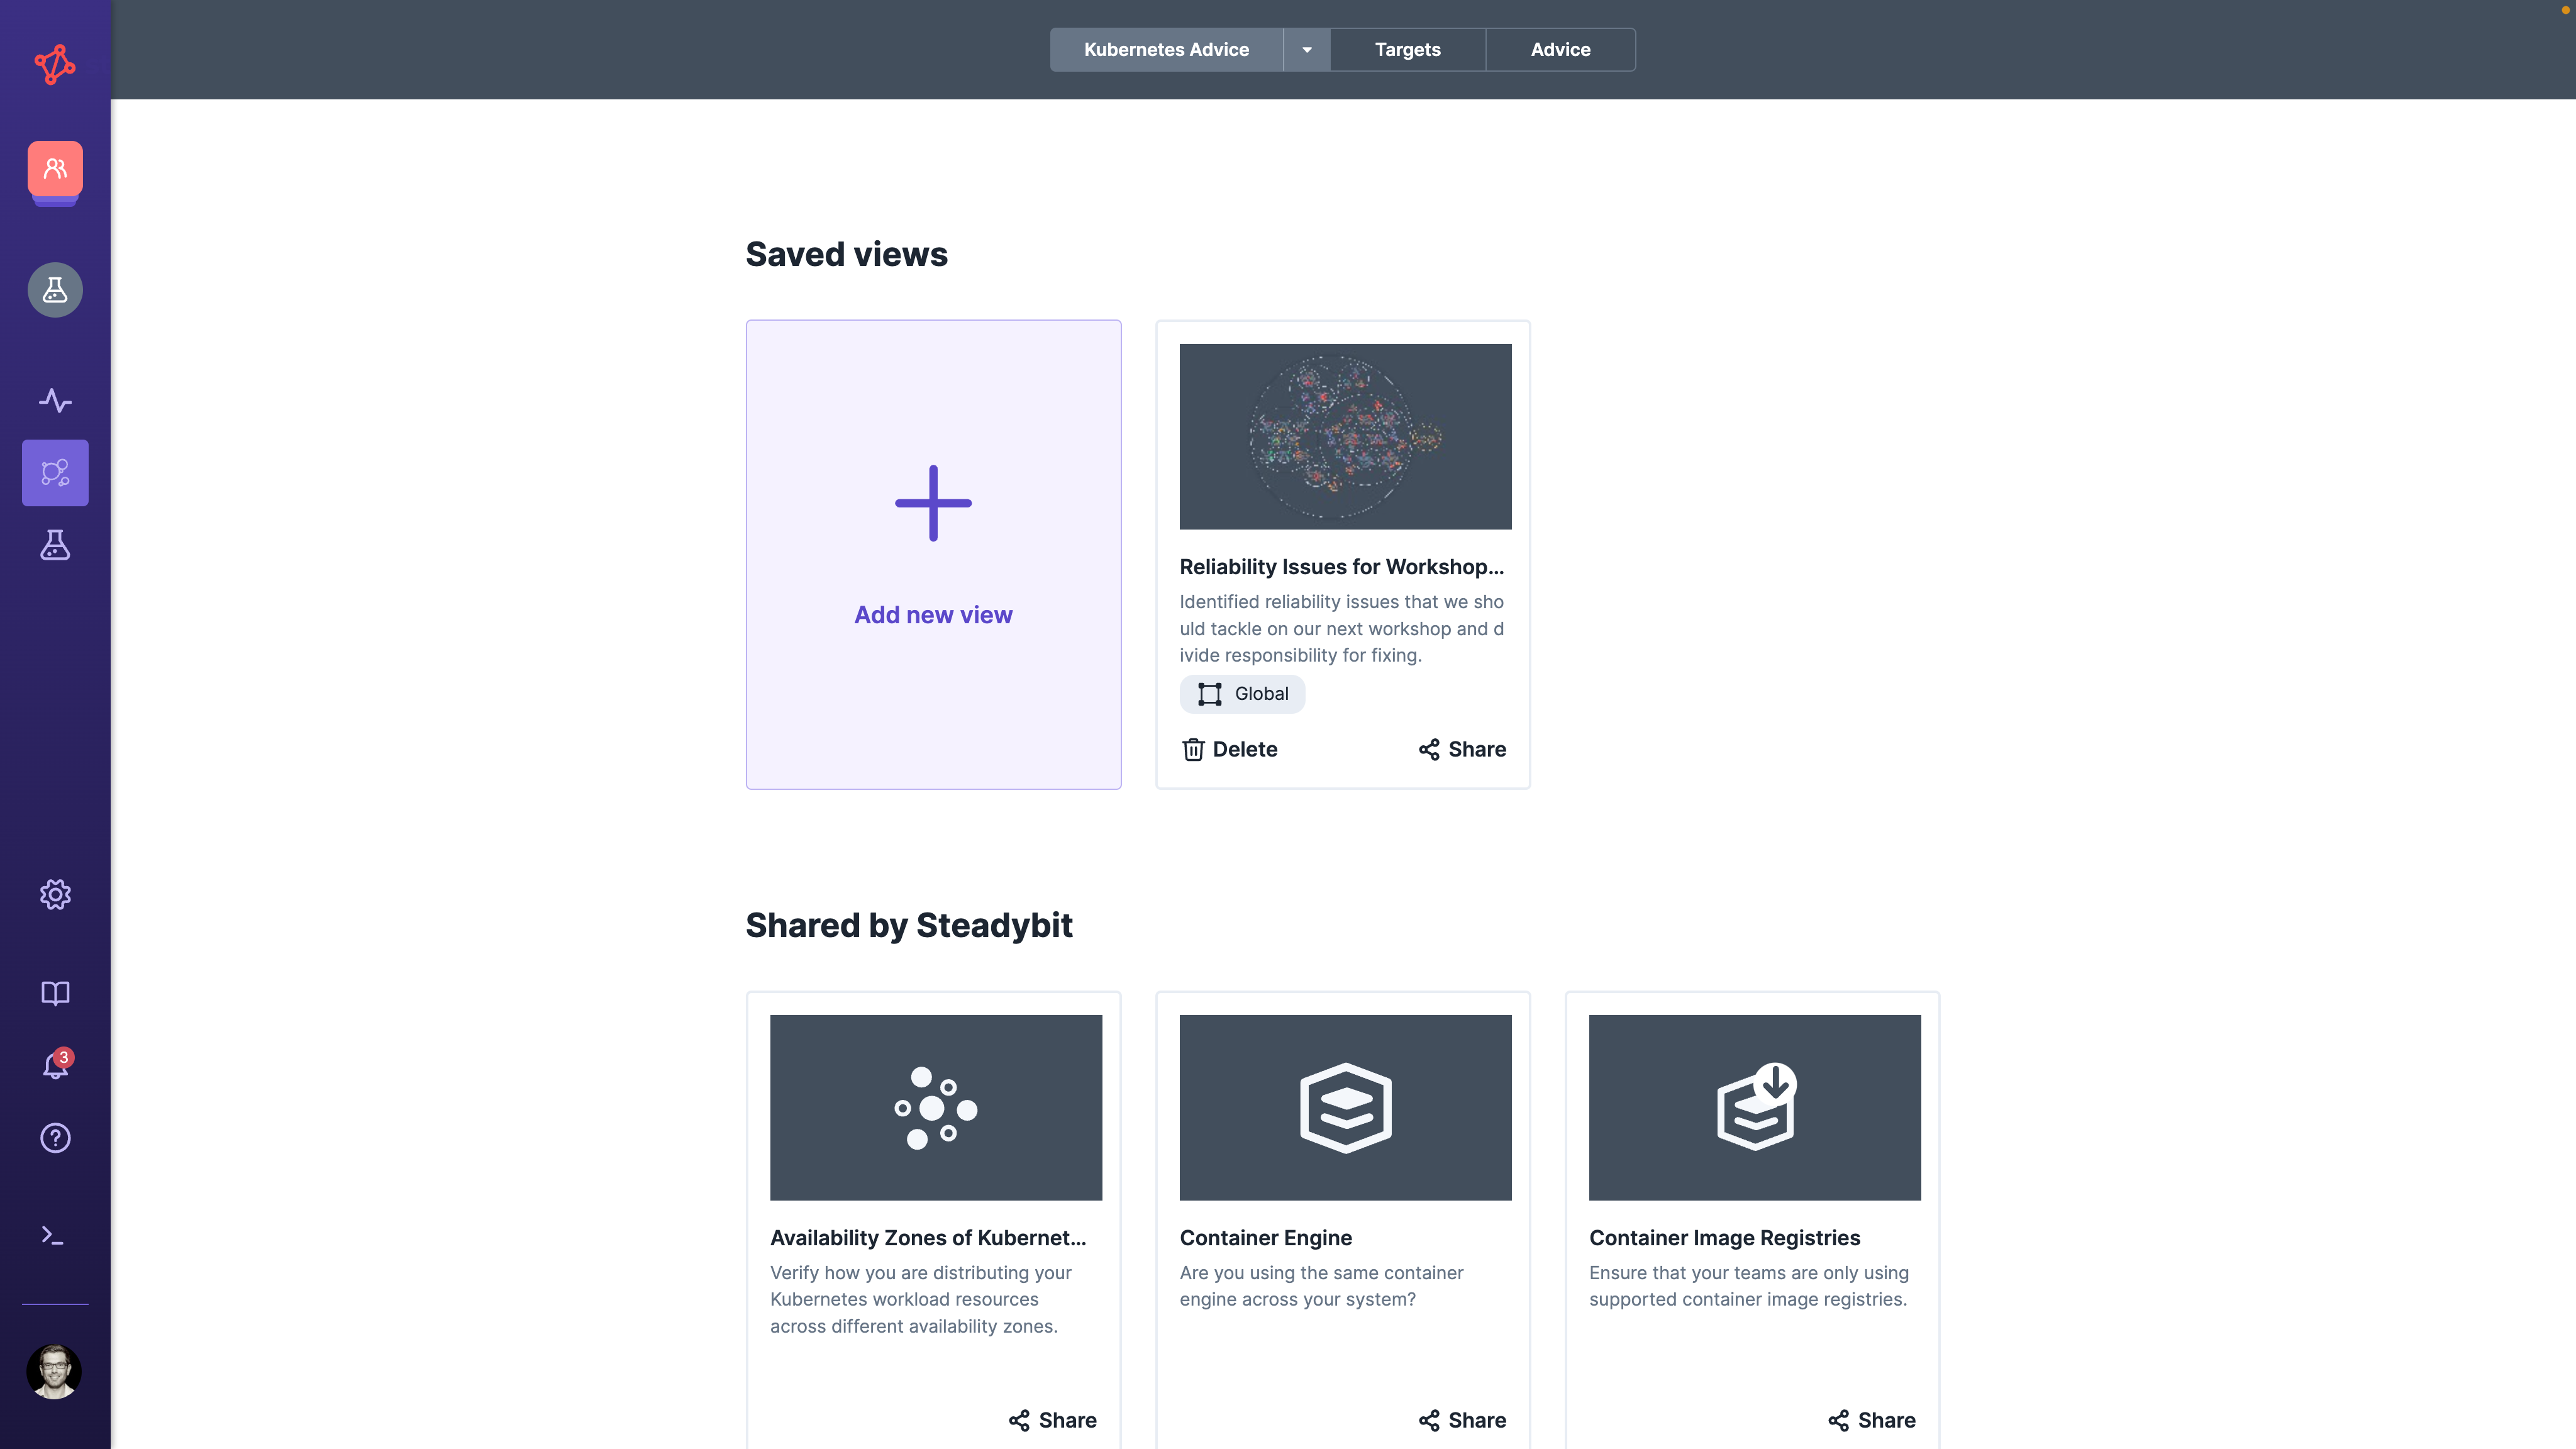 Kubernetes Advice
Targets
Advice
Saved views
Add new view
Reliability Issues for Workshop...
Identified reliability issues that we sho
uld tackle on our next workshop and d
ivide responsibility for fixing.
Global
Delete
Share
Shared by Steadybit
Availability Zones of Kubernet...
Verify how you are distributing your
Kubernetes workload resources
across different availability zones.
Share
Container Engine
Are you using the same container
engine across your system?
Share
Container Image Registries
Ensure that your teams are only using
supported container image registries.
Share
3